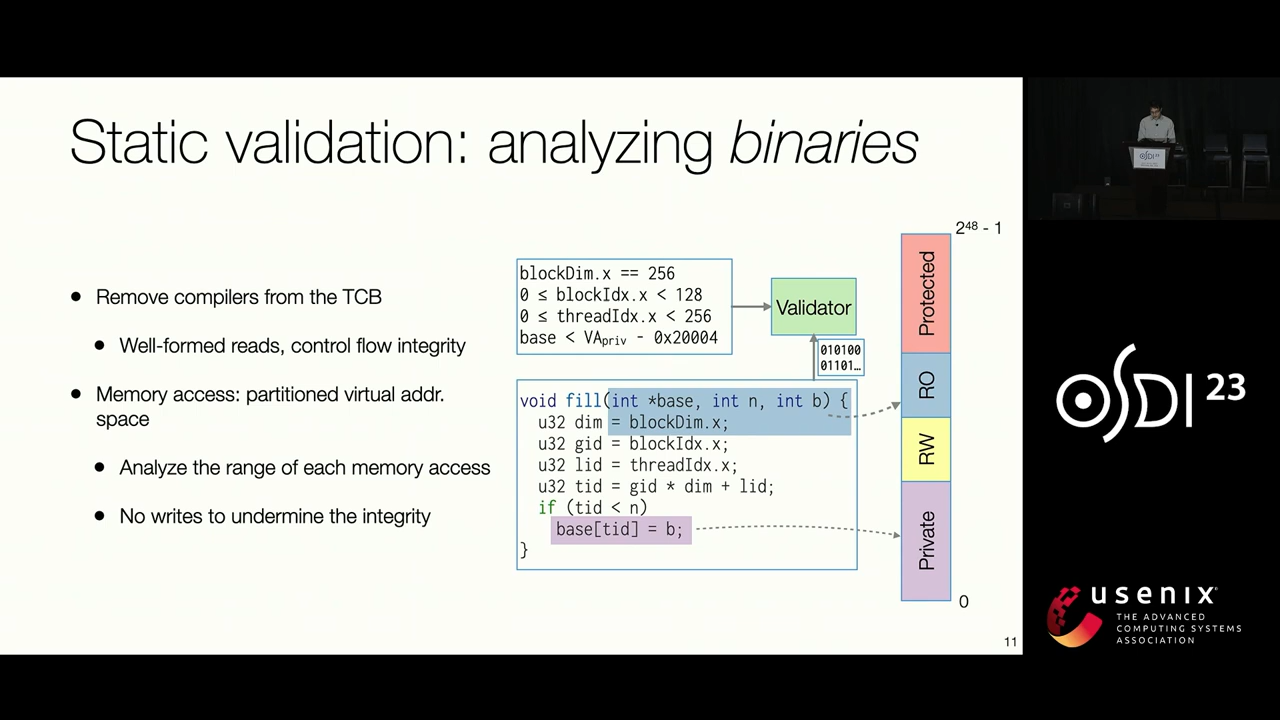 Static validation: analyzing binaries
● Remove compilers from the TCB
● Well-formed reads, control flow integrity
● Memory access: partitioned virtual addr.
space
● Analyze the range of each memory access
● No writes to undermine the integrity
blockDim.x == 256
0 ≤ blockIdx.x < 128
0 ≤ threadIdx.x < 256
base < VApriv - 0x20004
Validator
010100
01101…
void fill(int *base, int n, int b) {
u32 dim = blockDim.x;
u32 gid = blockIdx.x;
u32 lid = threadIdx.x;
u32 tid = gid * dim + lid;
if (tid < n)
base[tid] = b;
}
2⁴⁸ - 1
Protected
RO
RW
Private
0
11
OSDI 23
usenix
THE ADVANCED
COMPUTING SYSTEMS
ASSOCIATION